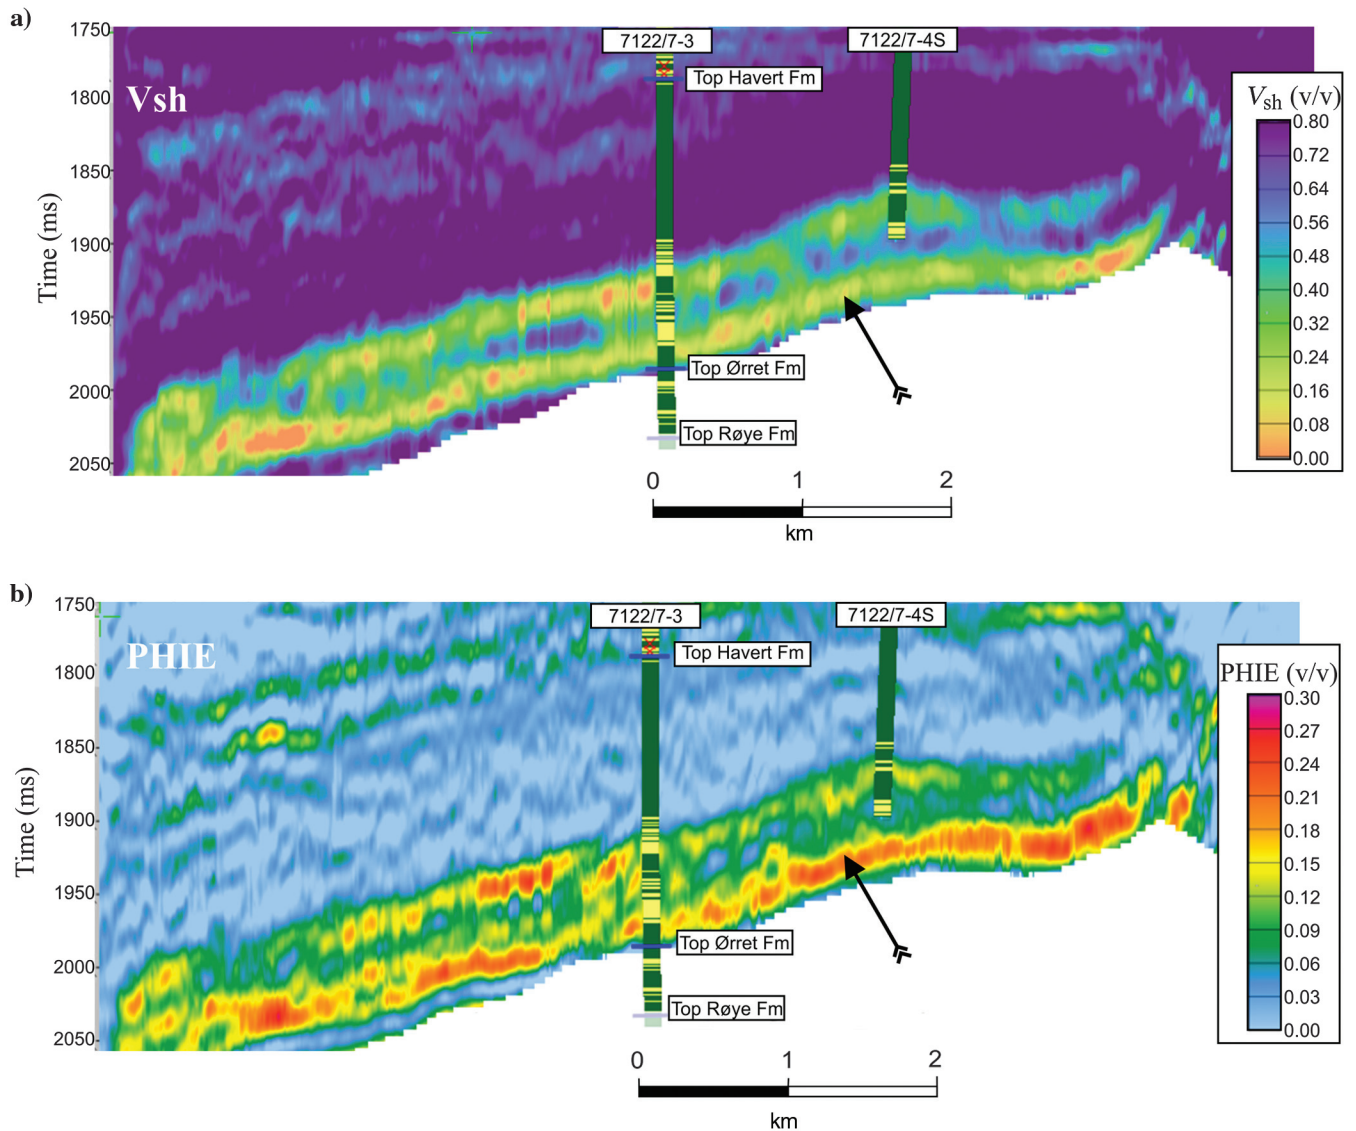 a)
Vsh
7122/7-3
7122/7-4S
Top Havert Fm
Top Ørret Fm
Top Røye Fm
Time (ms)
1750
1800
1850
1900
1950
2000
2050
Vsh (v/v)
0.80
0.72
0.64
0.56
0.48
0.40
0.32
0.24
0.16
0.08
0.00
0 1 2
km
b)
PHIE
7122/7-3
7122/7-4S
Top Havert Fm
Top Ørret Fm
Top Røye Fm
Time (ms)
1750
1800
1850
1900
1950
2000
2050
PHIE (v/v)
0.30
0.27
0.24
0.21
0.18
0.15
0.12
0.09
0.06
0.03
0.00
0 1 2
km